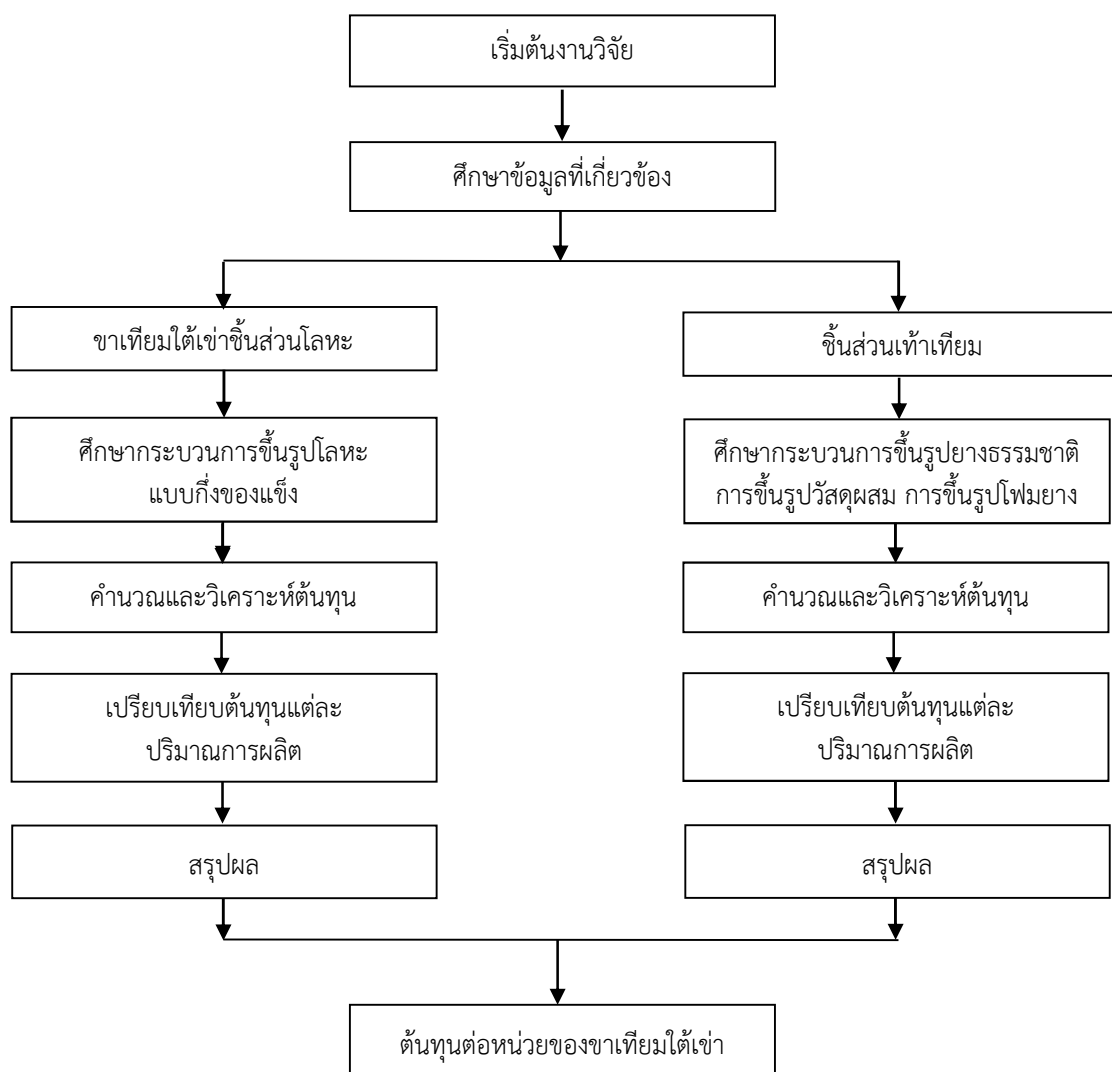 เริ่มต้นงานวิจัย
ศึกษาข้อมูลที่เกี่ยวข้อง
ขาเทียมใต้เข่าชิ้นส่วนโลหะ
ศึกษากระบวนการขึ้นรูปโลหะ
แบบกึ่งของแข็ง
คำนวณและวิเคราะห์ต้นทุน
เปรียบเทียบต้นทุนแต่ละ
ปริมาณการผลิต
สรุปผล
ชิ้นส่วนเท้าเทียม
ศึกษากระบวนการขึ้นรูปยางธรรมชาติ
การขึ้นรูปวัสดุผสม การขึ้นรูปโฟมยาง
คำนวณและวิเคราะห์ต้นทุน
เปรียบเทียบต้นทุนแต่ละ
ปริมาณการผลิต
สรุปผล
ต้นทุนต่อหน่วยของขาเทียมใต้เข่า